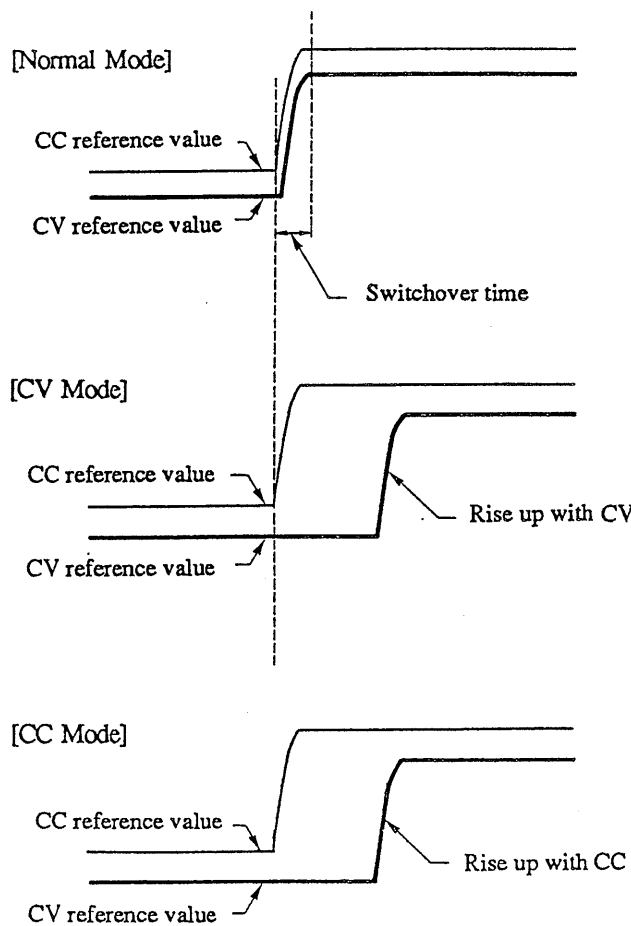 [Normal Mode]
CC reference value
CV reference value
Switchover time
[CV Mode]
CC reference value
Rise up with CV
CV reference value
[CC Mode]
CC reference value
Rise up with CC
CV reference value